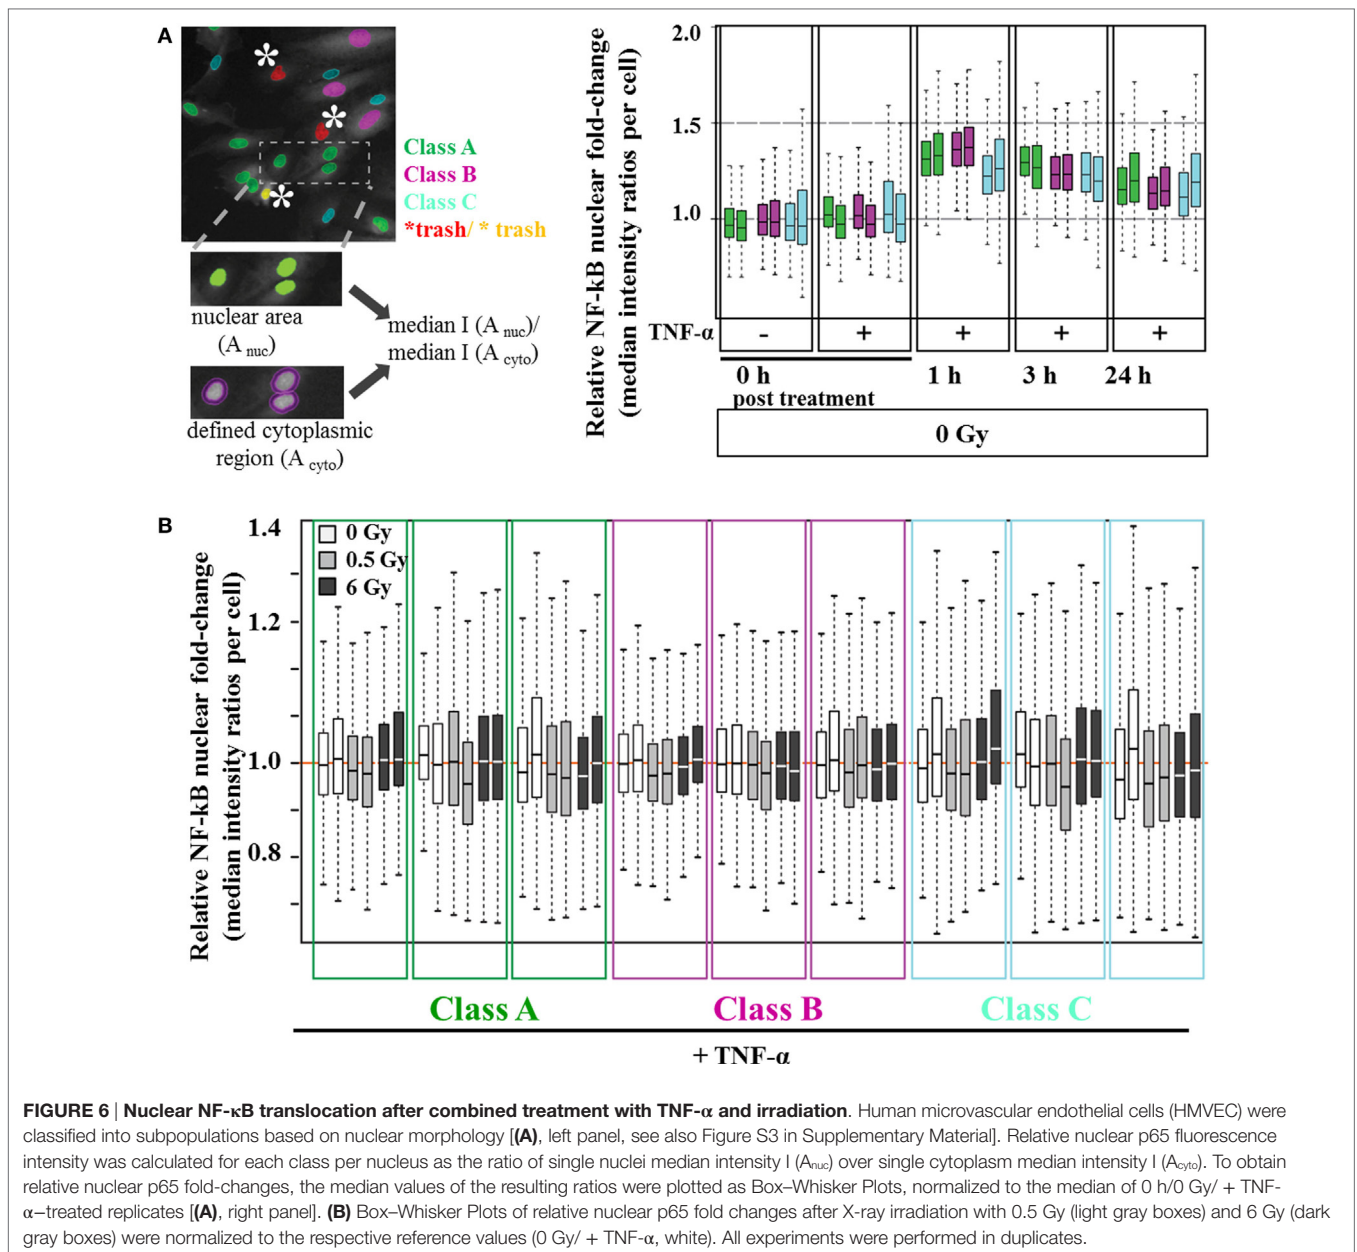 A
Class A
Class B
Class C
*trash/ * trash
nuclear area
(A nuc)
median I (A nuc)/
median I (A cyto)
defined cytoplasmic
region (A cyto)
Relative NF-kB nuclear fold-change
(median intensity ratios per cell)
2.0
1.5
1.0
TNF-α - + + + +
0 h 1 h 3 h 24 h
post treatment
0 Gy
B
Relative NF-kB nuclear fold-change
(median intensity ratios per cell)
1.4
1.2
1.0
0.8
0 Gy
0.5 Gy
6 Gy
Class A Class B Class C
+ TNF-α
FIGURE 6 | Nuclear NF-κB translocation after combined treatment with TNF-α and irradiation. Human microvascular endothelial cells (HMVEC) were
classified into subpopulations based on nuclear morphology [(A), left panel, see also Figure S3 in Supplementary Material]. Relative nuclear p65 fluorescence
intensity was calculated for each class per nucleus as the ratio of single nuclei median intensity I (Anuc) over single cytoplasm median intensity I (Acyto). To obtain
relative nuclear p65 fold-changes, the median values of the resulting ratios were plotted as Box–Whisker Plots, normalized to the median of 0 h/0 Gy/ + TNF-
α–treated replicates [(A), right panel]. (B) Box–Whisker Plots of relative nuclear p65 fold changes after X-ray irradiation with 0.5 Gy (light gray boxes) and 6 Gy (dark
gray boxes) were normalized to the respective reference values (0 Gy/ + TNF-α, white). All experiments were performed in duplicates.